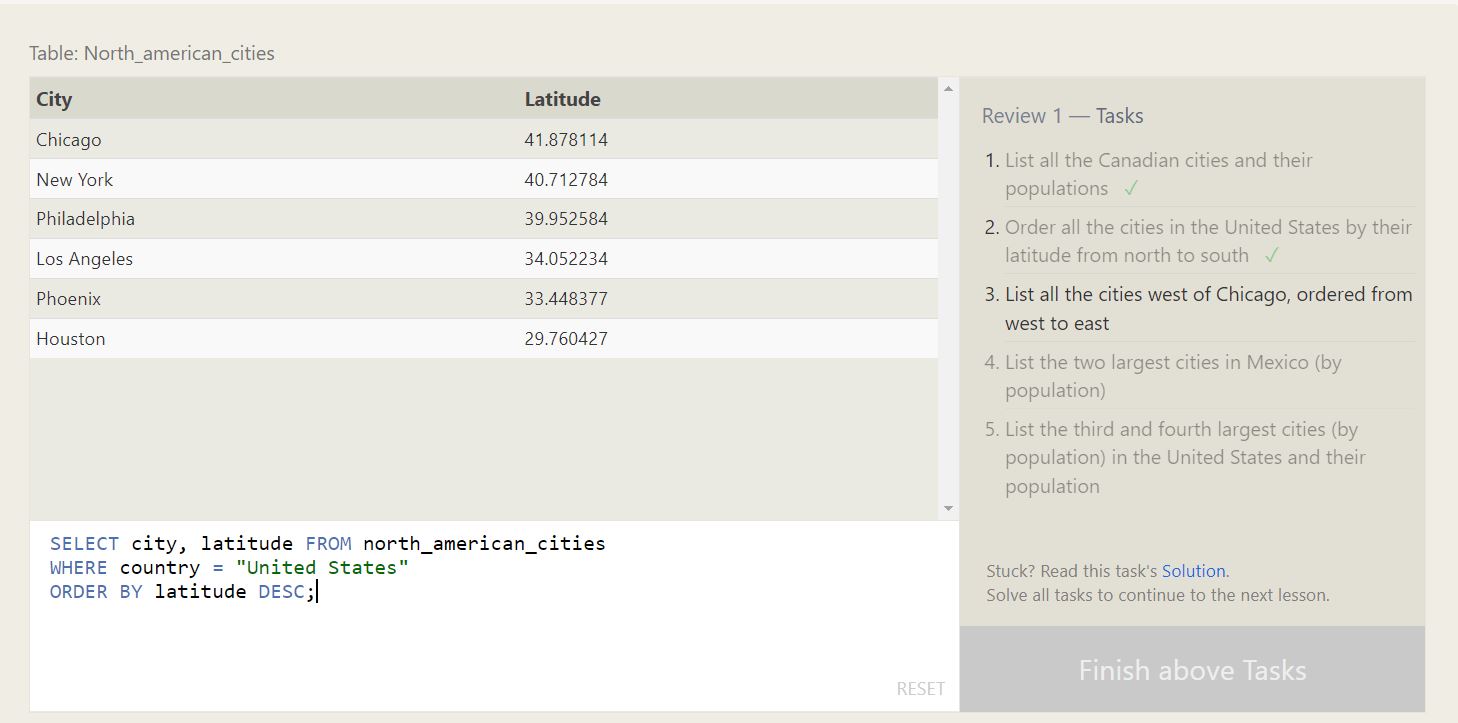 Table: North_american_cities
City Latitude
Chicago 41.878114
New York 40.712784
Philadelphia 39.952584
Los Angeles 34.052234
Phoenix 33.448377
Houston 29.760427
SELECT city, latitude FROM north_american_cities
WHERE country = "United States"
ORDER BY latitude DESC;
RESET
Review 1 — Tasks
1. List all the Canadian cities and their
populations ✓
2. Order all the cities in the United States by their
latitude from north to south ✓
3. List all the cities west of Chicago, ordered from
west to east
4. List the two largest cities in Mexico (by
population)
5. List the third and fourth largest cities (by
population) in the United States and their
population
Stuck? Read this task's Solution.
Solve all tasks to continue to the next lesson.
Finish above Tasks